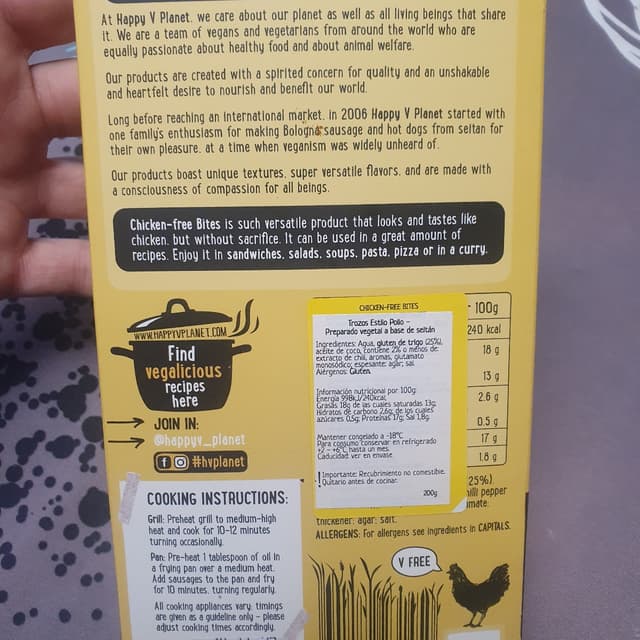 At Happy V Planet, we care about our planet as well as all living beings that share
it. We are a team of vegans and vegetarians from around the world who are
equally passionate about healthy food and about animal welfare.
Our products are created with a spirited concern for quality and an unshakable
and heartfelt desire to nourish and benefit our world.
Long before reaching an international market, in 2006 Happy V Planet started with
one family's enthusiasm for making Bologna sausage and hot dogs from seitan for
their own pleasure, at a time when veganism was widely unheard of.
Our products boast unique textures, super versatile flavors, and are made with
a consciousness of compassion for all beings.
Chicken-free Bites is such versatile product that looks and tastes like
chicken, but without sacrifice. It can be used in a great amount of
recipes. Enjoy it in sandwiches, salads, soups, pasta, pizza or in a curry.
WWW.HAPPYVPLANET.COM
Find
vegalicious
recipes
here
JOIN IN:
@happyv_planet
#hvplanet
COOKING INSTRUCTIONS:
Grill: Preheat grill to medium-high
heat and cook for 10-12 minutes
turning occasionally.
Pan: Pre-heat 1 tablespoon of oil in
a frying pan over a medium heat.
Add sausages to the pan and fry
for 10 minutes, turning regularly.
All cooking appliances vary, timings
are given as a guideline only - please
adjust cooking times accordingly.
CHICKEN-FREE BITES
Trozos Estilo Pollo -
Preparado vegetal a base de seitán
Ingredientes: Agua, gluten de trigo (25%),
aceite de coco, contiene 2% o menos de:
extracto de chili, aromas, glutamato
monosódico; espesante: agar; sal.
Alérgenos: Gluten.
Información nutricional por 100g:
Energía 998kJ/240kcal;
Grasas 18g de las cuales saturadas 13g;
Hidratos de carbono 2,6g; de los cuales
azúcares 0,5g; Proteínas 17g; Sal 1,8g.
Mantener congelado a -18ºC
Para consumo conservar en refrigerado
+2 - +6ºC hasta un mes.
Caducidad: ver en envase
! Importante: Recubrimiento no comestible.
Quitarlo antes de cocinar.
200g
- 100g
240 kcal
18 g
13 g
2.6 g
0.5 g
17 g
1.8 g
25%),
hilli pepper
mate;
thickener: agar; salt.
ALLERGENS: For allergens see ingredients in CAPITALS.
V FREE